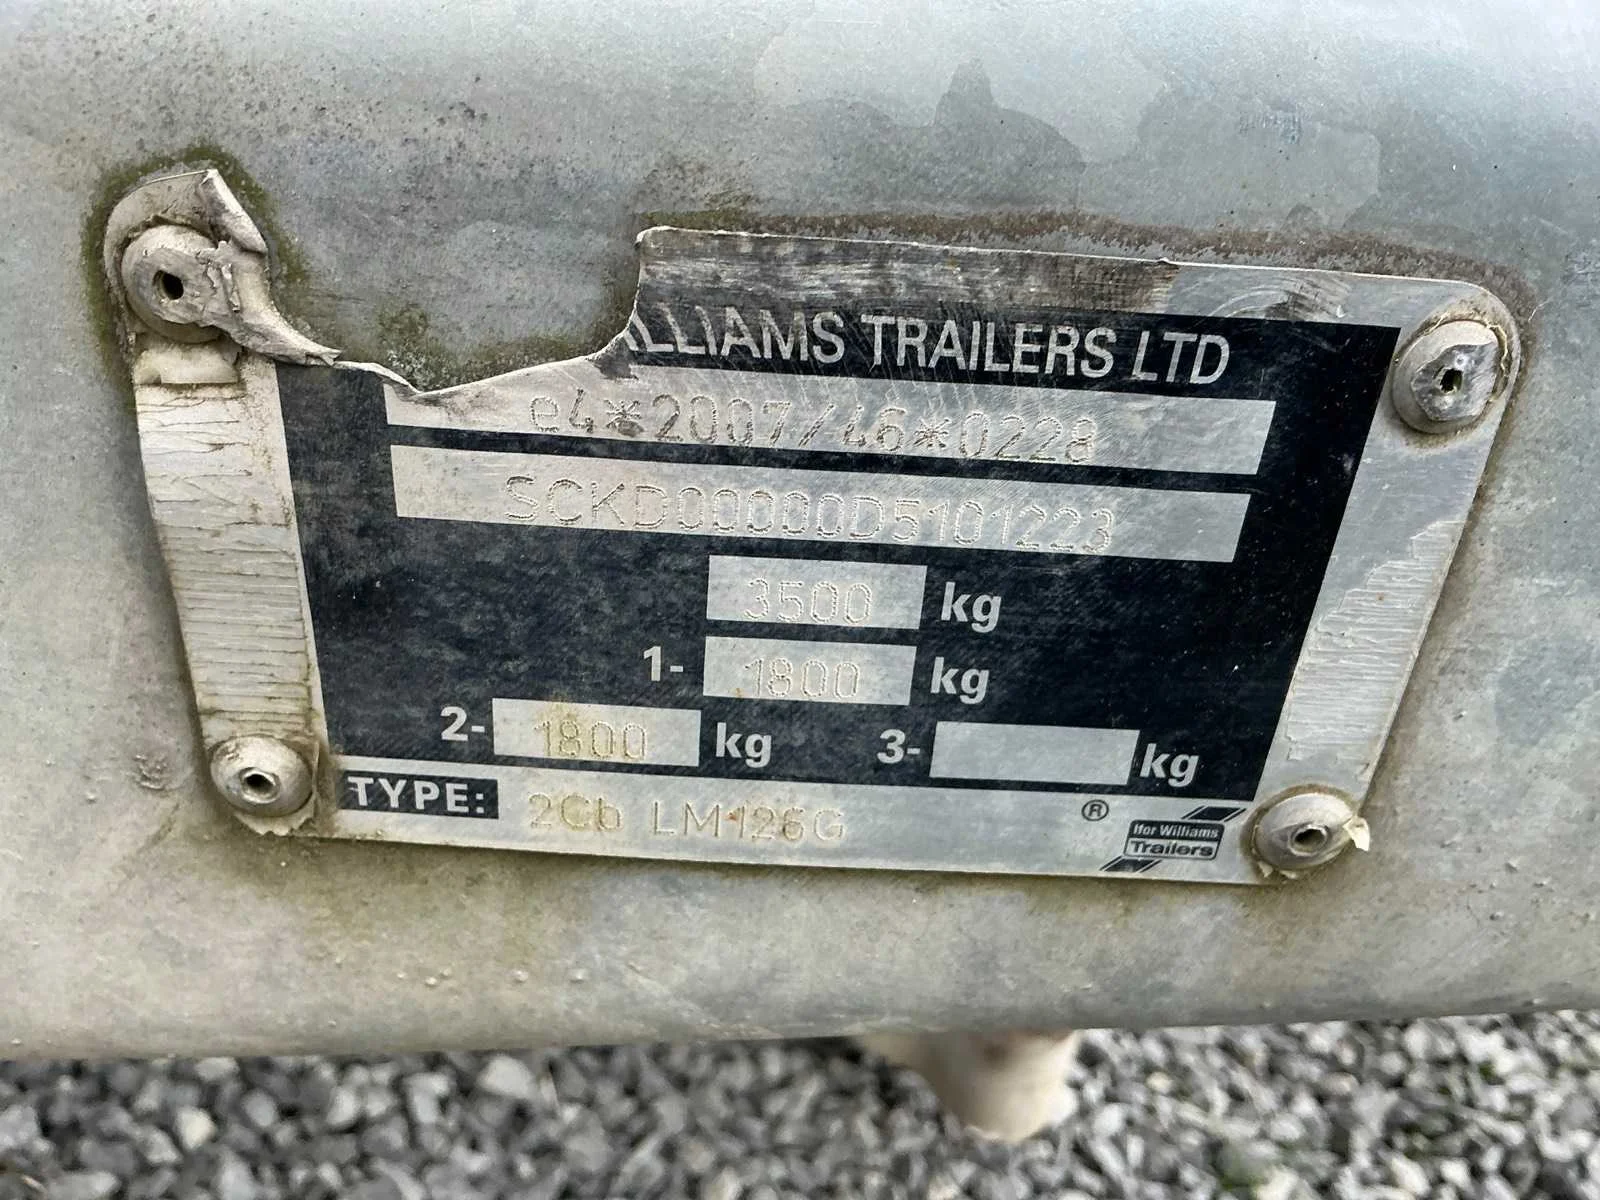 ILLIAMS TRAILERS LTD
e4*2007/46*0228
SCKD00000D5101223
3500 kg
1- 1800 kg
2- 1800 kg 3- kg
TYPE: 2Cb LM126G
®
Ifor Williams
Trailers